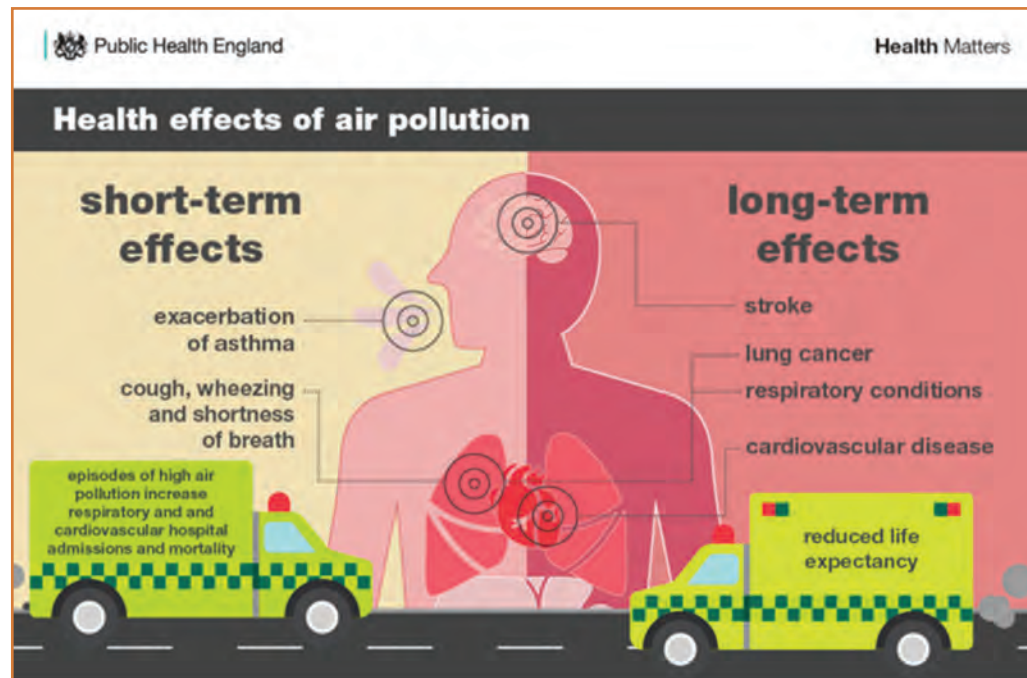 Public Health England
Health Matters
Health effects of air pollution
short-term
effects
exacerbation
of asthma
cough, wheezing
and shortness
of breath
episodes of high air
pollution increase
respiratory and and
cardiovascular hospital
admissions and mortality
long-term
effects
stroke
lung cancer
respiratory conditions
cardiovascular disease
reduced life
expectancy